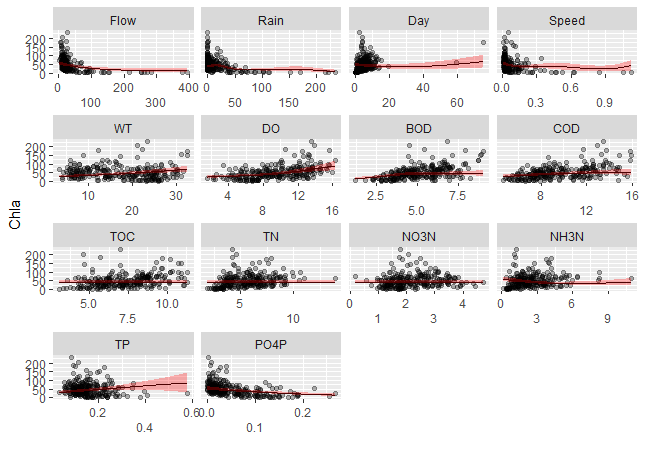 Flow Rain Day Speed
200
150
100
50
0
0 200 400 0 100 200 0 40 0.0 0.6
100 300 50 150 20 60 0.3 0.9
WT DO BOD COD
200
150
100
50
0
10 30 4 12 16 2.5 7.5 8 16
20 8 5.0 12
TOC TN NO3N NH3N
200
150
100
50
0
5.0 10.0 5 0 2 4 0 6
7.5 10 1 3 3 9
TP PO4P
200
150
100
50
0
0.2 0.6 0.0 0.2
0.4 0.1
Chla